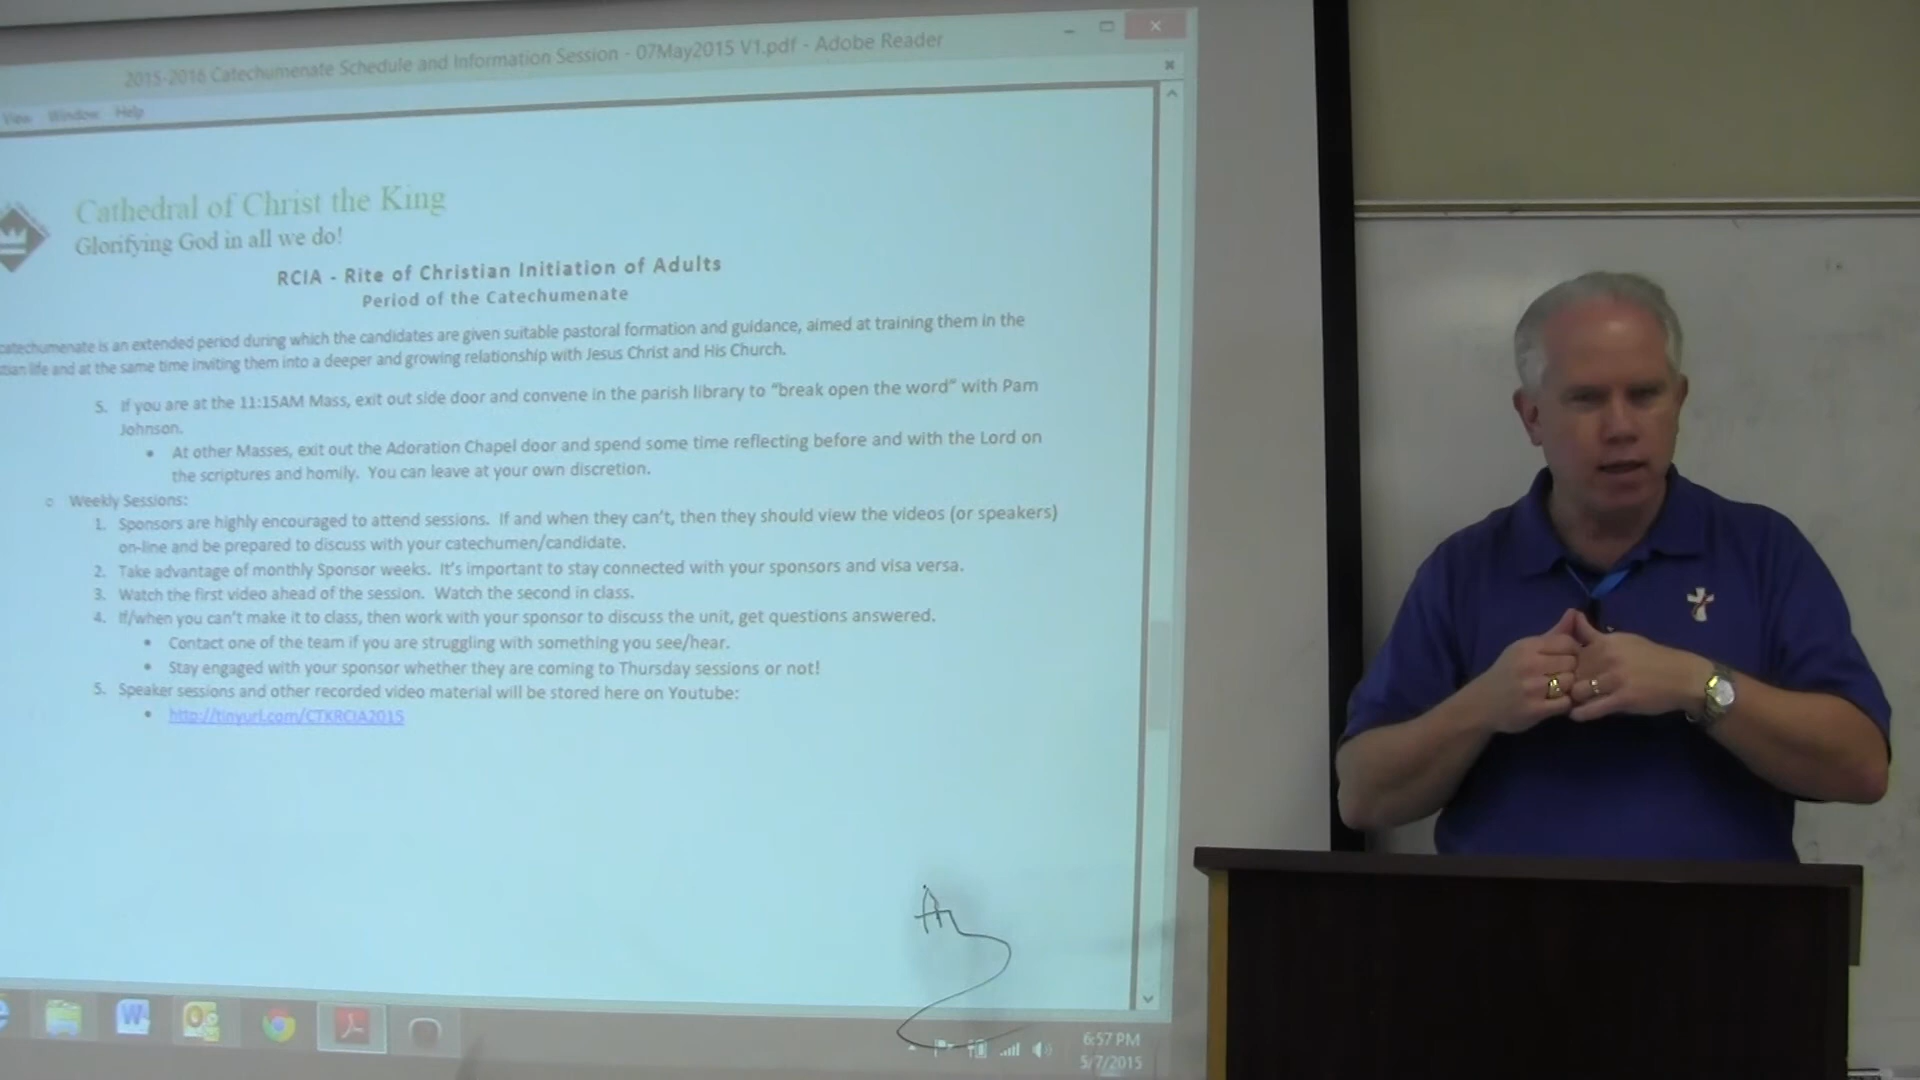 2015-2016 Catechumenate Schedule and Information Session - 07May2015 V1.pdf - Adobe Reader
View Window Help
Cathedral of Christ the King
Glorifying God in all we do!
RCIA - Rite of Christian Initiation of Adults
Period of the Catechumenate
catechumenate is an extended period during which the candidates are given suitable pastoral formation and guidance, aimed at training them in the
life and at the same time inviting them into a deeper and growing relationship with Jesus Christ and His Church.
5. If you are at the 11:15AM Mass, exit out side door and convene in the parish library to "break open the word" with Pam
Johnson.
• At other Masses, exit out the Adoration Chapel door and spend some time reflecting before and with the Lord on
the scriptures and homily. You can leave at your own discretion.
o Weekly Sessions:
1. Sponsors are highly encouraged to attend sessions. If and when they can't, then they should view the videos (or speakers)
on-line and be prepared to discuss with your catechumen/candidate.
2. Take advantage of monthly Sponsor weeks. It's important to stay connected with your sponsors and visa versa.
3. Watch the first video ahead of the session. Watch the second in class.
4. If/when you can't make it to class, then work with your sponsor to discuss the unit, get questions answered.
• Contact one of the team if you are struggling with something you see/hear.
• Stay engaged with your sponsor whether they are coming to Thursday sessions or not!
5. Speaker sessions and other recorded video material will be stored here on Youtube:
• http://tinyurl.com/CTKRCIA2015
6:57 PM
5/7/2015